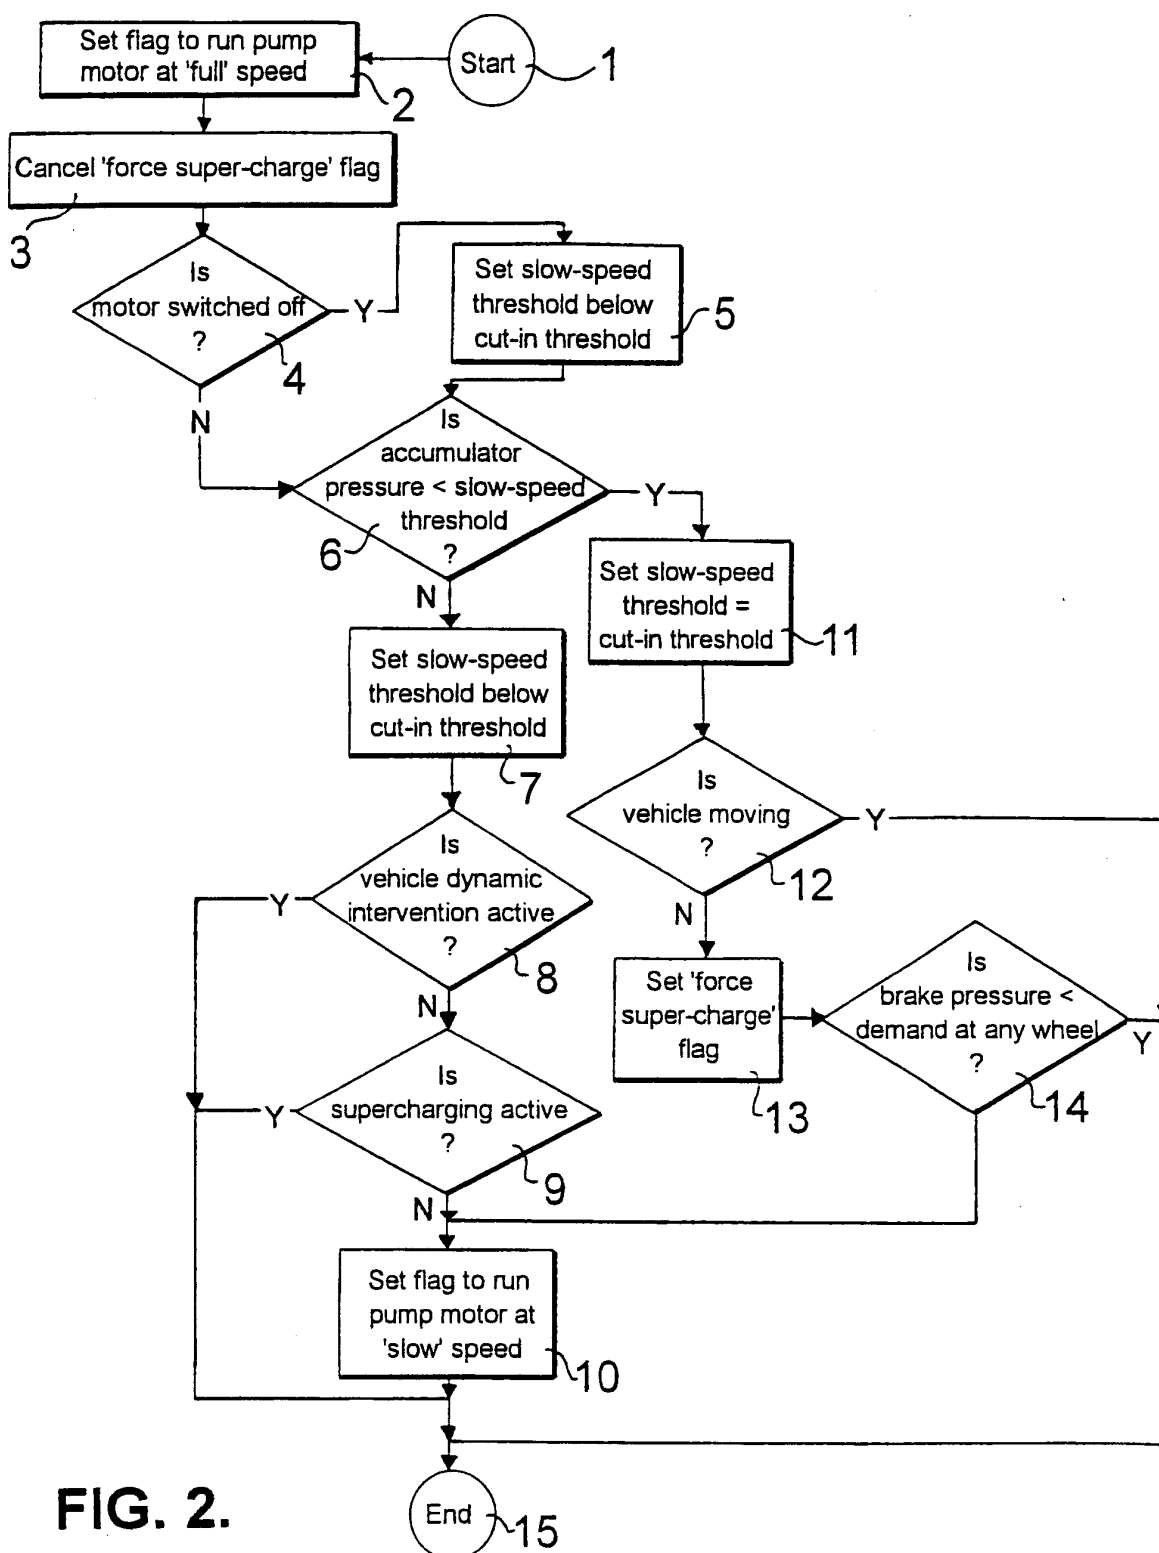 Set flag to run pump
motor at 'full' speed
2
Start
1
Cancel 'force super-charge' flag
3
Is
motor switched off
?
4
Y
N
Set slow-speed
threshold below
cut-in threshold
5
Is
accumulator
pressure < slow-speed
threshold
?
6
Y
N
Set slow-speed
threshold =
cut-in threshold
11
Set slow-speed
threshold below
cut-in threshold
7
Is
vehicle moving
?
12
Y
N
Is
vehicle dynamic
intervention active
?
8
Y
N
Set 'force
super-charge'
flag
13
Is
brake pressure <
demand at any wheel
?
14
Y
Is
supercharging active
?
9
Y
N
Set flag to run
pump motor at
'slow' speed
10
End
15
FIG. 2.